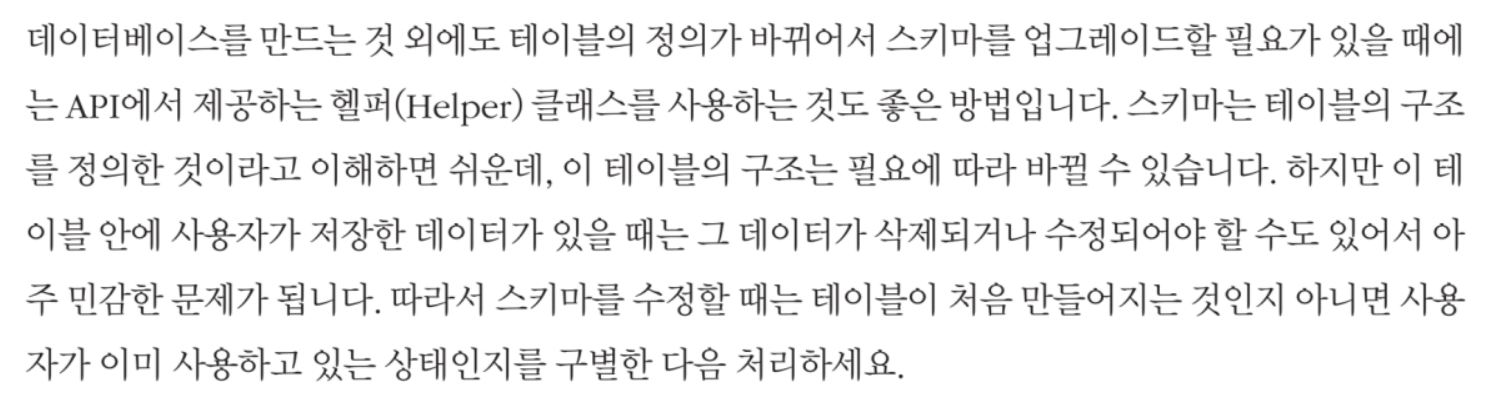 데이터베이스를 만드는 것 외에도 테이블의 정의가 바뀌어서 스키마를 업그레이드할 필요가 있을 때에
는 API에서 제공하는 헬퍼(Helper) 클래스를 사용하는 것도 좋은 방법입니다. 스키마는 테이블의 구조
를 정의한 것이라고 이해하면 쉬운데, 이 테이블의 구조는 필요에 따라 바뀔 수 있습니다. 하지만 이 테
이블 안에 사용자가 저장한 데이터가 있을 때는 그 데이터가 삭제되거나 수정되어야 할 수도 있어서 아
주 민감한 문제가 됩니다. 따라서 스키마를 수정할 때는 테이블이 처음 만들어지는 것인지 아니면 사용
자가 이미 사용하고 있는 상태인지를 구별한 다음 처리하세요.